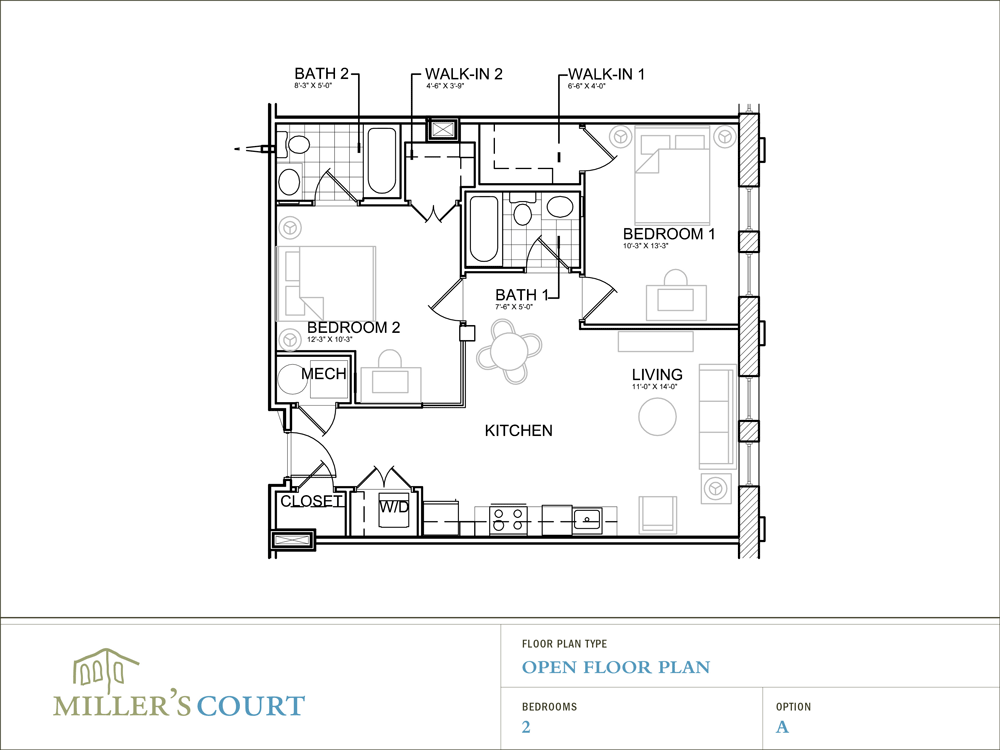 BATH 2
8'-3" X 5'-0"
WALK-IN 2
4'-6" X 3'-9"
WALK-IN 1
6'-6" X 4'-0"
BEDROOM 1
10'-3" X 13'-3"
BATH 1
7'-6" X 5'-0"
BEDROOM 2
12'-3" X 10'-3"
MECH
LIVING
11'-0" X 14'-0"
KITCHEN
CLOSET
W/D
MILLER'S COURT
FLOOR PLAN TYPE
OPEN FLOOR PLAN
BEDROOMS
2
OPTION
A